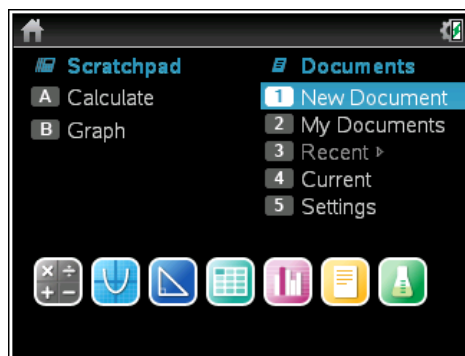 Scratchpad
A Calculate
B Graph
Documents
1 New Document
2 My Documents
3 Recent ▹
4 Current
5 Settings